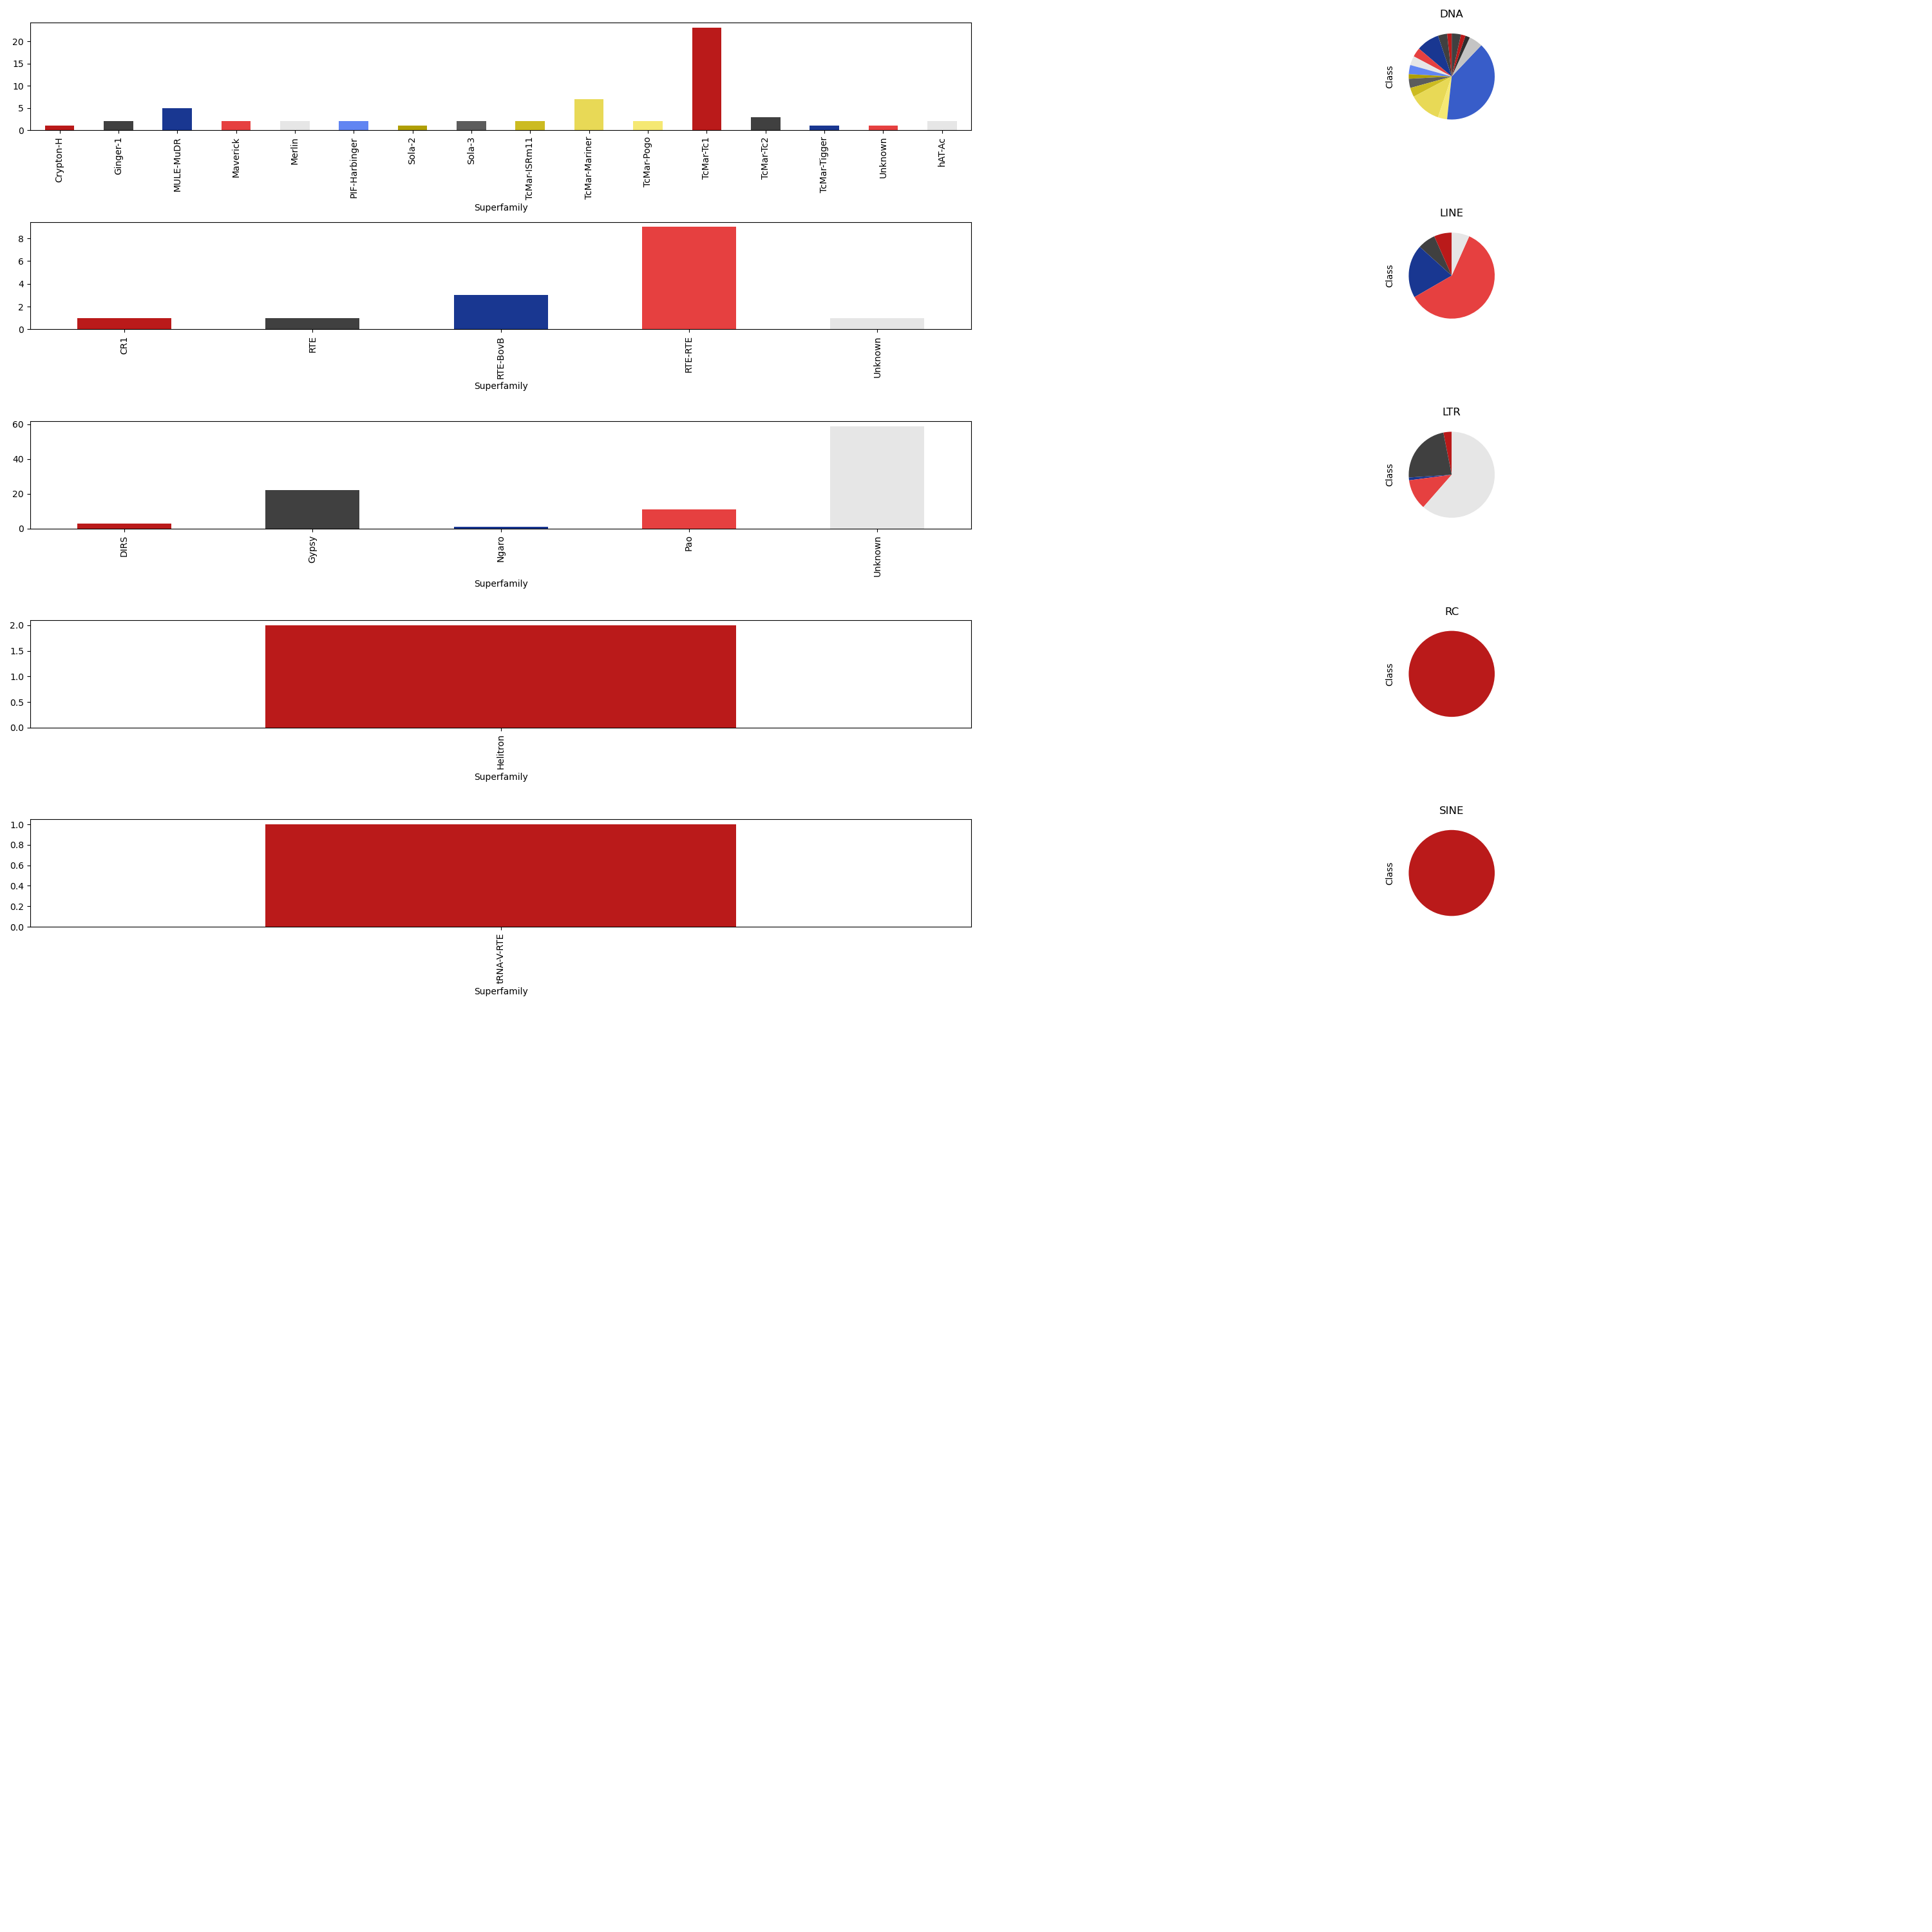 DNA
20
15
10
5
0
Class
Crypton-H
Ginger-1
MULE-MuDR
Maverick
Merlin
PIF-Harbinger
Sola-2
Sola-3
TcMar-ISRm11
TcMar-Mariner
TcMar-Pogo
TcMar-Tc1
TcMar-Tc2
TcMar-Tigger
Unknown
hAT-Ac
Superfamily
LINE
8
6
4
2
0
Class
CR1
RTE
RTE-BovB
RTE-RTE
Unknown
Superfamily
LTR
60
40
20
0
Class
DIRS
Gypsy
Ngaro
Pao
Unknown
Superfamily
RC
2.0
1.5
1.0
0.5
0.0
Class
Helitron
Superfamily
SINE
1.0
0.8
0.6
0.4
0.2
0.0
Class
tRNA-V-RTE
Superfamily